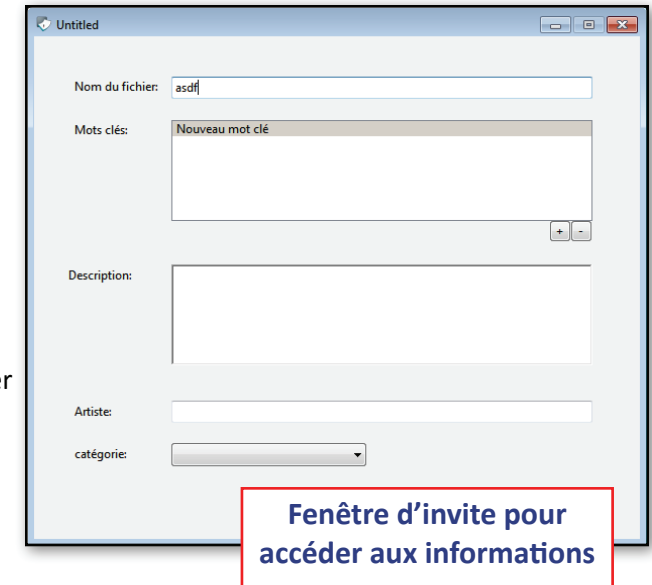 Untitled
Nom du fichier: asdf
Mots clés: Nouveau mot clé
+ -
Description:
er
Artiste:
catégorie:
Fenêtre d'invite pour
accéder aux informations